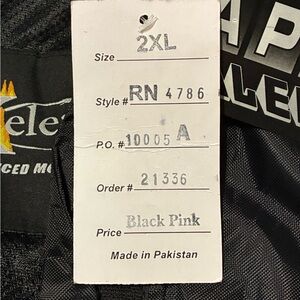 Size 2XL
Style # RN 4786
P.O. # 10005 A
Order # 21336
Price Black Pink
Made in Pakistan